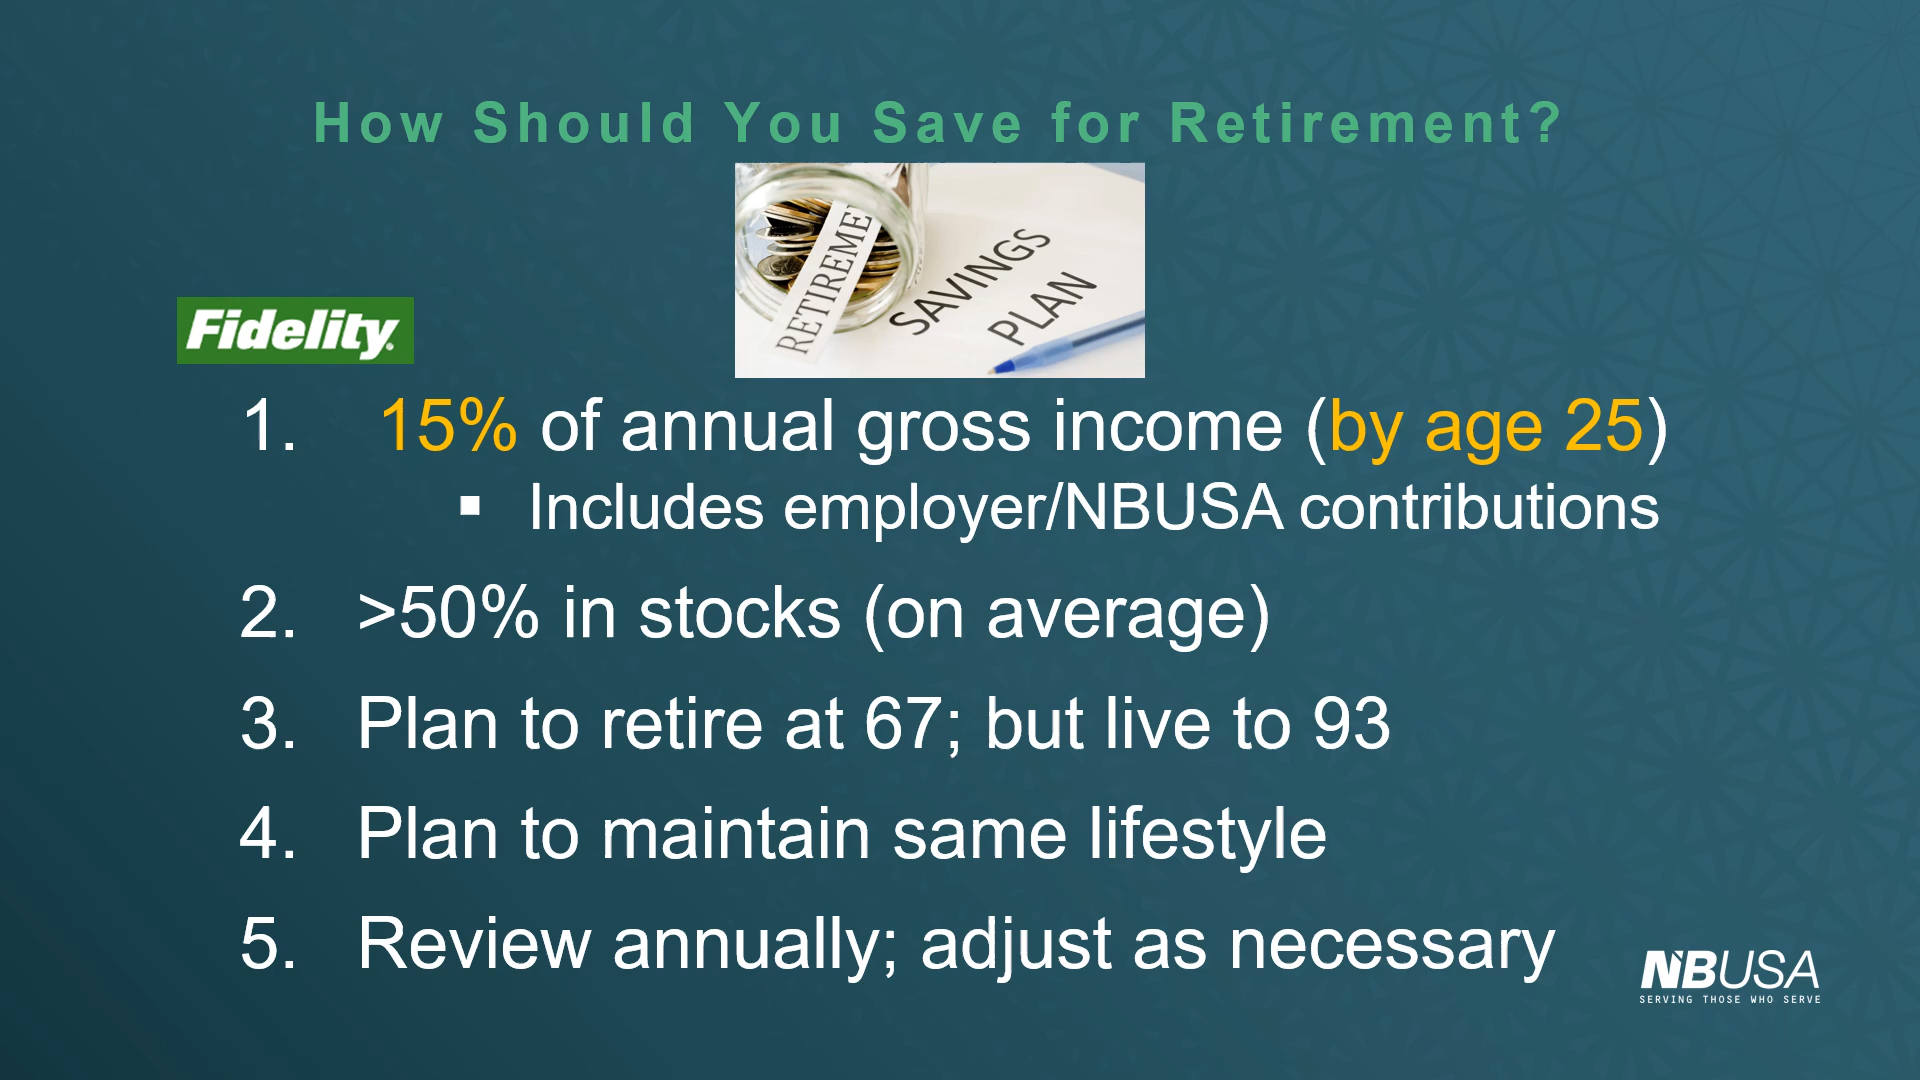 How Should You Save for Retirement?
RETIREME
SAVINGS
PLAN
Fidelity.
1. 15% of annual gross income (by age 25)
▪ Includes employer/NBUSA contributions
2. >50% in stocks (on average)
3. Plan to retire at 67; but live to 93
4. Plan to maintain same lifestyle
5. Review annually; adjust as necessary
NBUSA
SERVING THOSE WHO SERVE